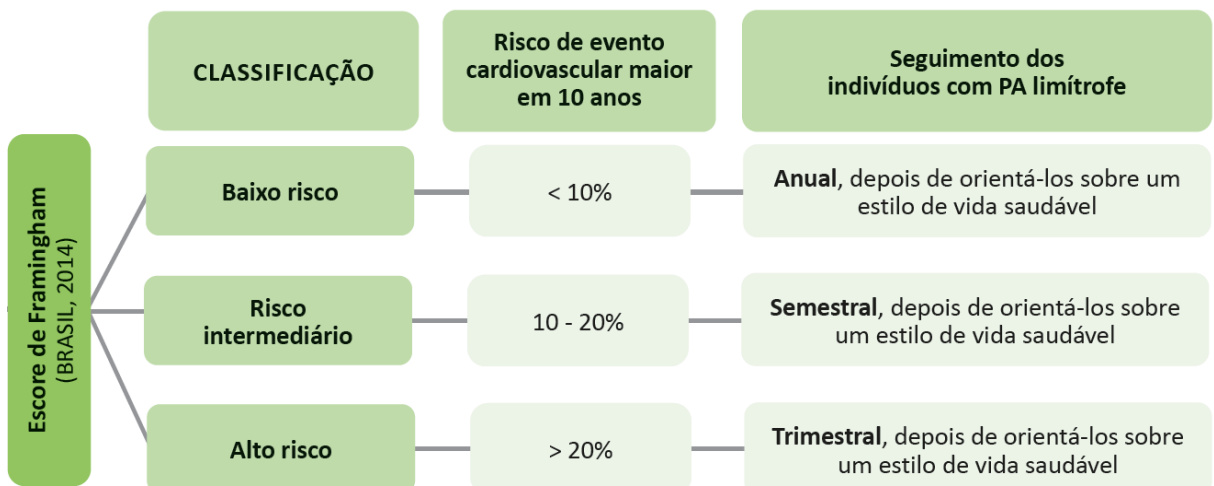 CLASSIFICAÇÃO
Risco de evento
cardiovascular maior
em 10 anos
Seguimento dos
indivíduos com PA limítrofe
Escore de Framingham
(BRASIL, 2014)
Baixo risco
< 10%
Anual, depois de orientá-los sobre um
estilo de vida saudável
Risco
intermediário
10 - 20%
Semestral, depois de orientá-los sobre
um estilo de vida saudável
Alto risco
> 20%
Trimestral, depois de orientá-los sobre
um estilo de vida saudável